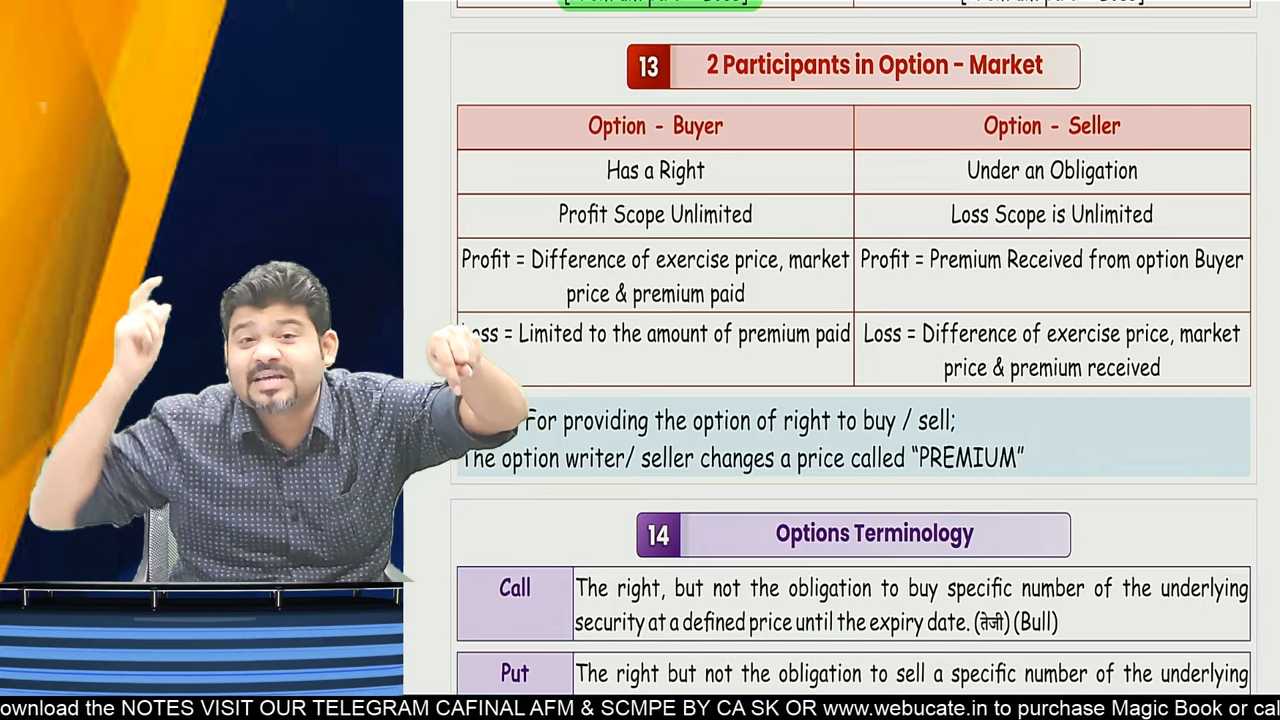 13 2 Participants in Option - Market
Option - Buyer Option - Seller
Has a Right Under an Obligation
Profit Scope Unlimited Loss Scope is Unlimited
Profit = Difference of exercise price, market Profit = Premium Received from option Buyer
price & premium paid
= Limited to the amount of premium paid Loss = Difference of exercise price, market
price & premium received
For providing the option of right to buy / sell;
The option writer/ seller changes a price called “PREMIUM”
14 Options Terminology
Call The right, but not the obligation to buy specific number of the underlying
security at a defined price until the expiry date. (तेजी) (Bull)
Put The right but not the obligation to sell a specific number of the underlying
ownload the NOTES VISIT OUR TELEGRAM CAFINAL AFM & SCMPE BY CA SK OR www.webucate.in to purchase Magic Book or cal